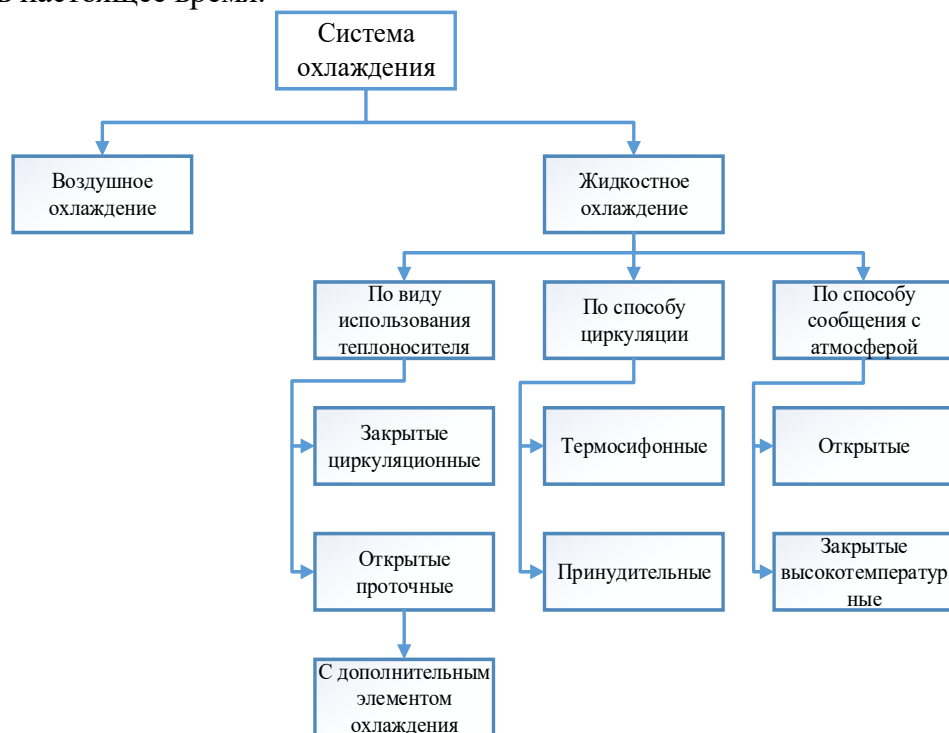 в настоящее время.
Система
охлаждения
Воздушное
охлаждение
Жидкостное
охлаждение
По виду
использования
теплоносителя
По способу
циркуляции
По способу
сообщения с
атмосферой
Закрытые
циркуляционные
Термосифонные
Открытые
Открытые
проточные
Принудительные
Закрытые
высокотемператур
ные
С дополнительным
элементом
охлаждения